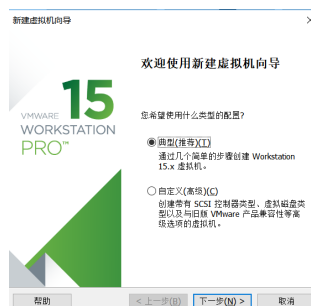 新建虚拟机向导
欢迎使用新建虚拟机向导
15
VMWARE
WORKSTATION
PRO™
您希望使用什么类型的配置?
典型(推荐)(T)
通过几个简单的步骤创建 Workstation
15.x 虚拟机。
自定义(高级)(C)
创建带有 SCSI 控制器类型、虚拟磁盘类
型以及与旧版 VMware 产品兼容性等高
级选项的虚拟机。
帮助
< 上一步(B)
下一步(N) >
取消